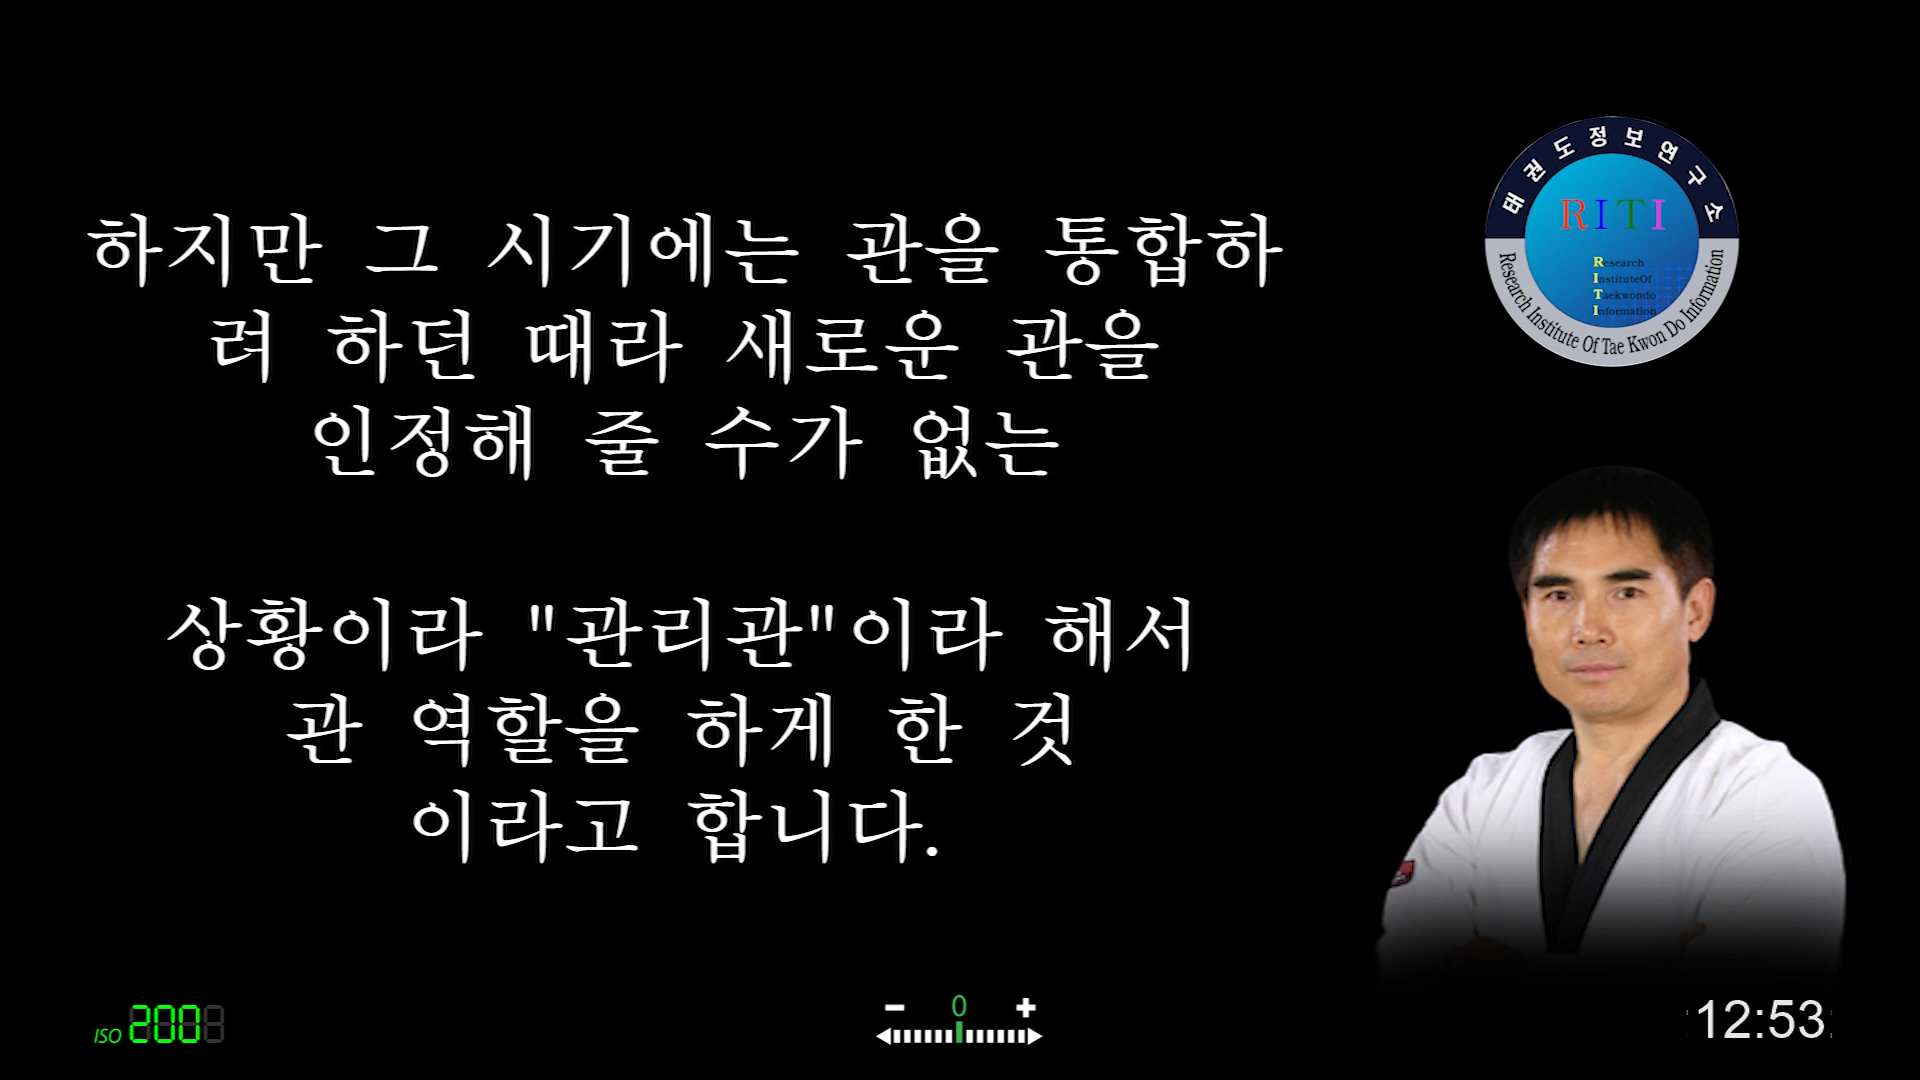 하지만 그 시기에는 관을 통합하
려 하던 때라 새로운 관을
인정해 줄 수가 없는
상황이라 "관리관"이라 해서
관 역할을 하게 한 것
이라고 합니다.
태권도정보연구소
RITI
Research
InstituteOf
Taekwondo
Information
Research Institute Of Tae Kwon Do Information
ISO 200
− 0 +
12:53